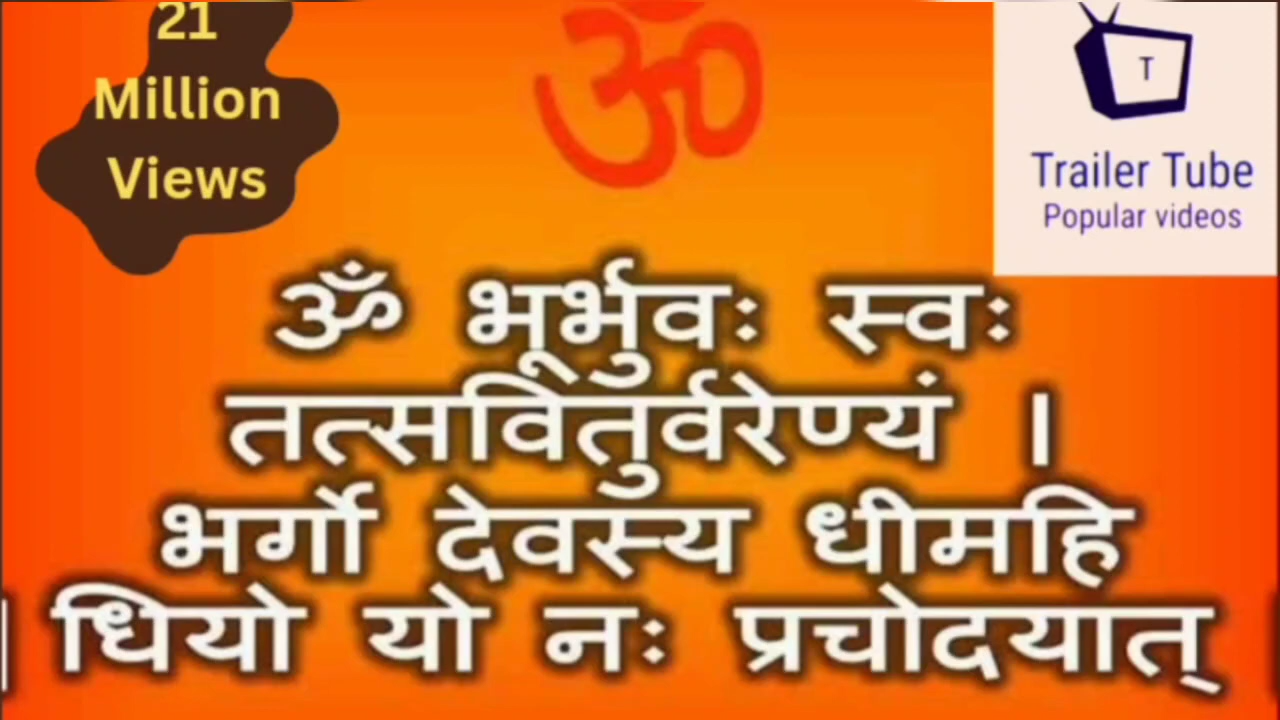 21
Million
Views
ॐ
T
Trailer Tube
Popular videos
ॐ भूर्भुवः स्वः
तत्सवितुर्वरेण्यं ।
भर्गो देवस्य धीमहि
। धियो यो नः प्रचोदयात् ।